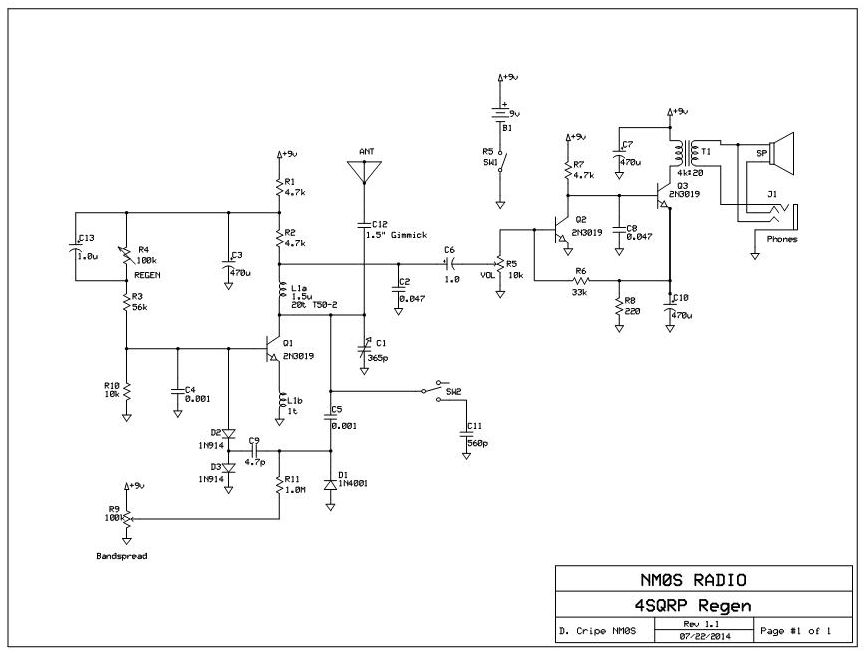 +9v
9v
B1
R5
SW1
+9v
C7
470u
+9v
R7
4.7k
T1
4k:20
SP
J1
Phones
Q3
2N3019
Q2
2N3019
C8
0.047
ANT
+9v
R1
4.7k
C12
1.5" Gimmick
R2
4.7k
C13
1.0u
R4
100k
REGEN
C3
470u
C6
1.0
VOL
R5
10k
C2
0.047
R6
33k
R8
220
C10
470u
L1a
1.5u
20t T50-2
R3
56k
Q1
2N3019
C1
365p
R10
10k
C4
0.001
L1b
1t
SW2
C5
0.001
C11
560p
D2
1N914
C9
4.7p
D3
1N914
R11
1.0M
D1
1N4001
+9v
R9
100k
Bandspread
NM0S RADIO
4SQRP Regen
D. Cripe NM0S
Rev 1.1
07/22/2014
Page #1 of 1